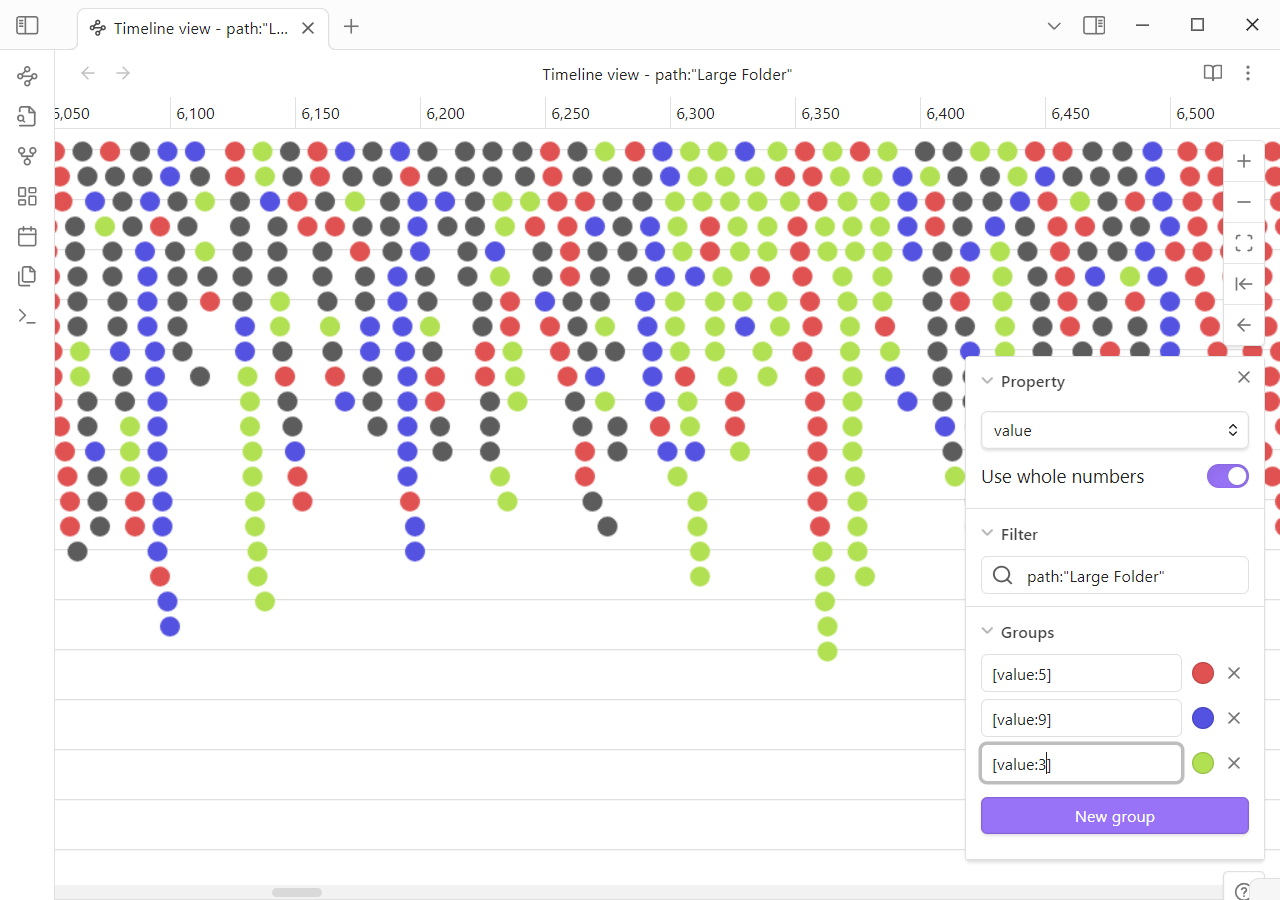 Timeline view - path:"L...
Timeline view - path:"Large Folder"
6,050 6,100 6,150 6,200 6,250 6,300 6,350 6,400 6,450 6,500
Property
value
Use whole numbers
Filter
path:"Large Folder"
Groups
[value:5]
[value:9]
[value:3]
New group